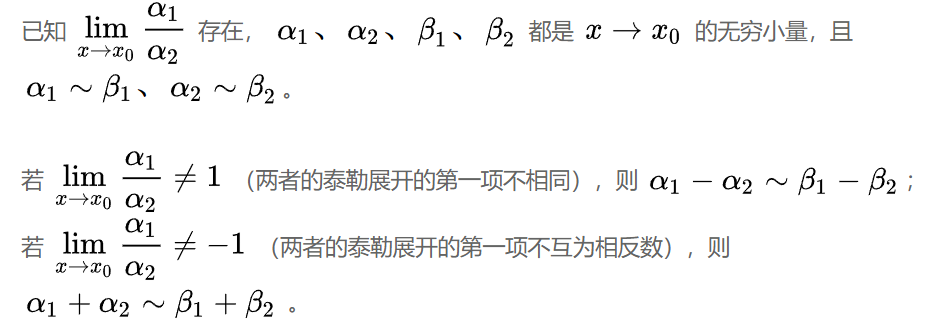 已知 $\lim\limits_{x \to x_0} \dfrac{\alpha_1}{\alpha_2}$ 存在， $\alpha_1$、 $\alpha_2$、 $\beta_1$、 $\beta_2$ 都是 $x \to x_0$ 的无穷小量，且
$\alpha_1 \sim \beta_1$、 $\alpha_2 \sim \beta_2$ 。
若 $\lim\limits_{x \to x_0} \dfrac{\alpha_1}{\alpha_2} \neq 1$ （两者的泰勒展开的第一项不相同），则 $\alpha_1 - \alpha_2 \sim \beta_1 - \beta_2$ ；
若 $\lim\limits_{x \to x_0} \dfrac{\alpha_1}{\alpha_2} \neq -1$ （两者的泰勒展开的第一项不互为相反数），则
$\alpha_1 + \alpha_2 \sim \beta_1 + \beta_2$ 。